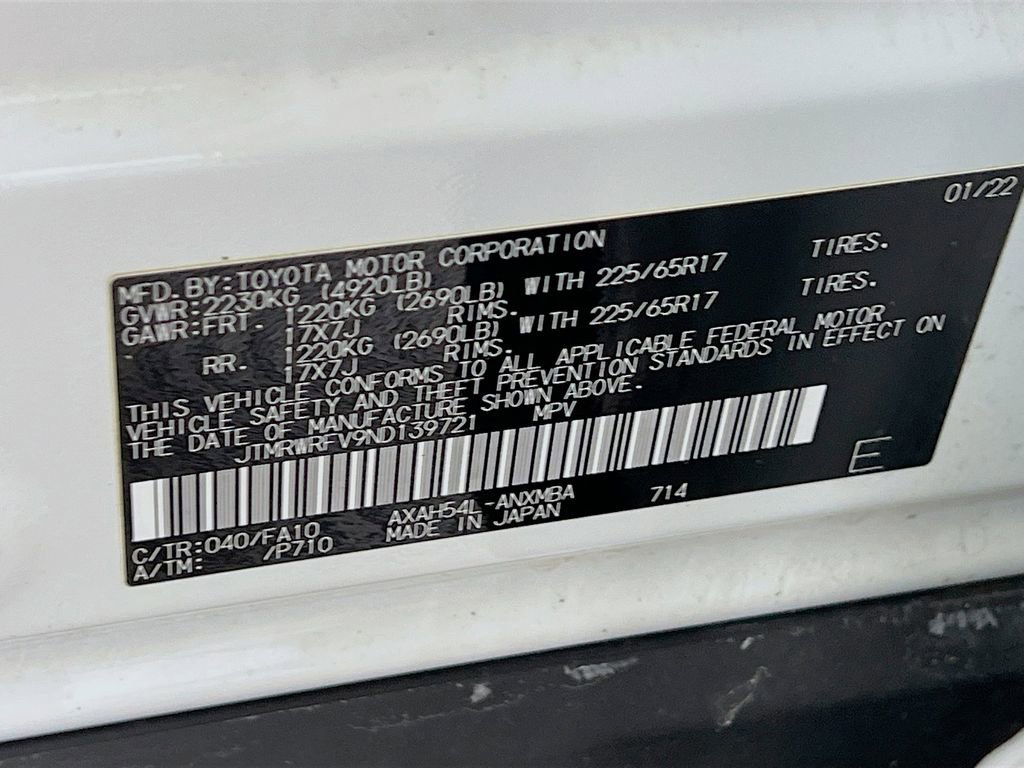 01/22
MFD. BY: TOYOTA MOTOR CORPORATION
GVWR: 2230KG (4920LB)
GAWR: FRT. 1220KG (2690LB) WITH 225/65R17 TIRES.
17X7J RIMS.
RR. 1220KG (2690LB) WITH 225/65R17 TIRES.
17X7J RIMS.
THIS VEHICLE CONFORMS TO ALL APPLICABLE FEDERAL MOTOR
VEHICLE SAFETY AND THEFT PREVENTION STANDARDS IN EFFECT ON
THE DATE OF MANUFACTURE SHOWN ABOVE.
JTMRWRFV9ND139721 MPV
E
C/TR: 040/FA10 AXAH54L-ANXMBA 714
A/TM: /P710 MADE IN JAPAN